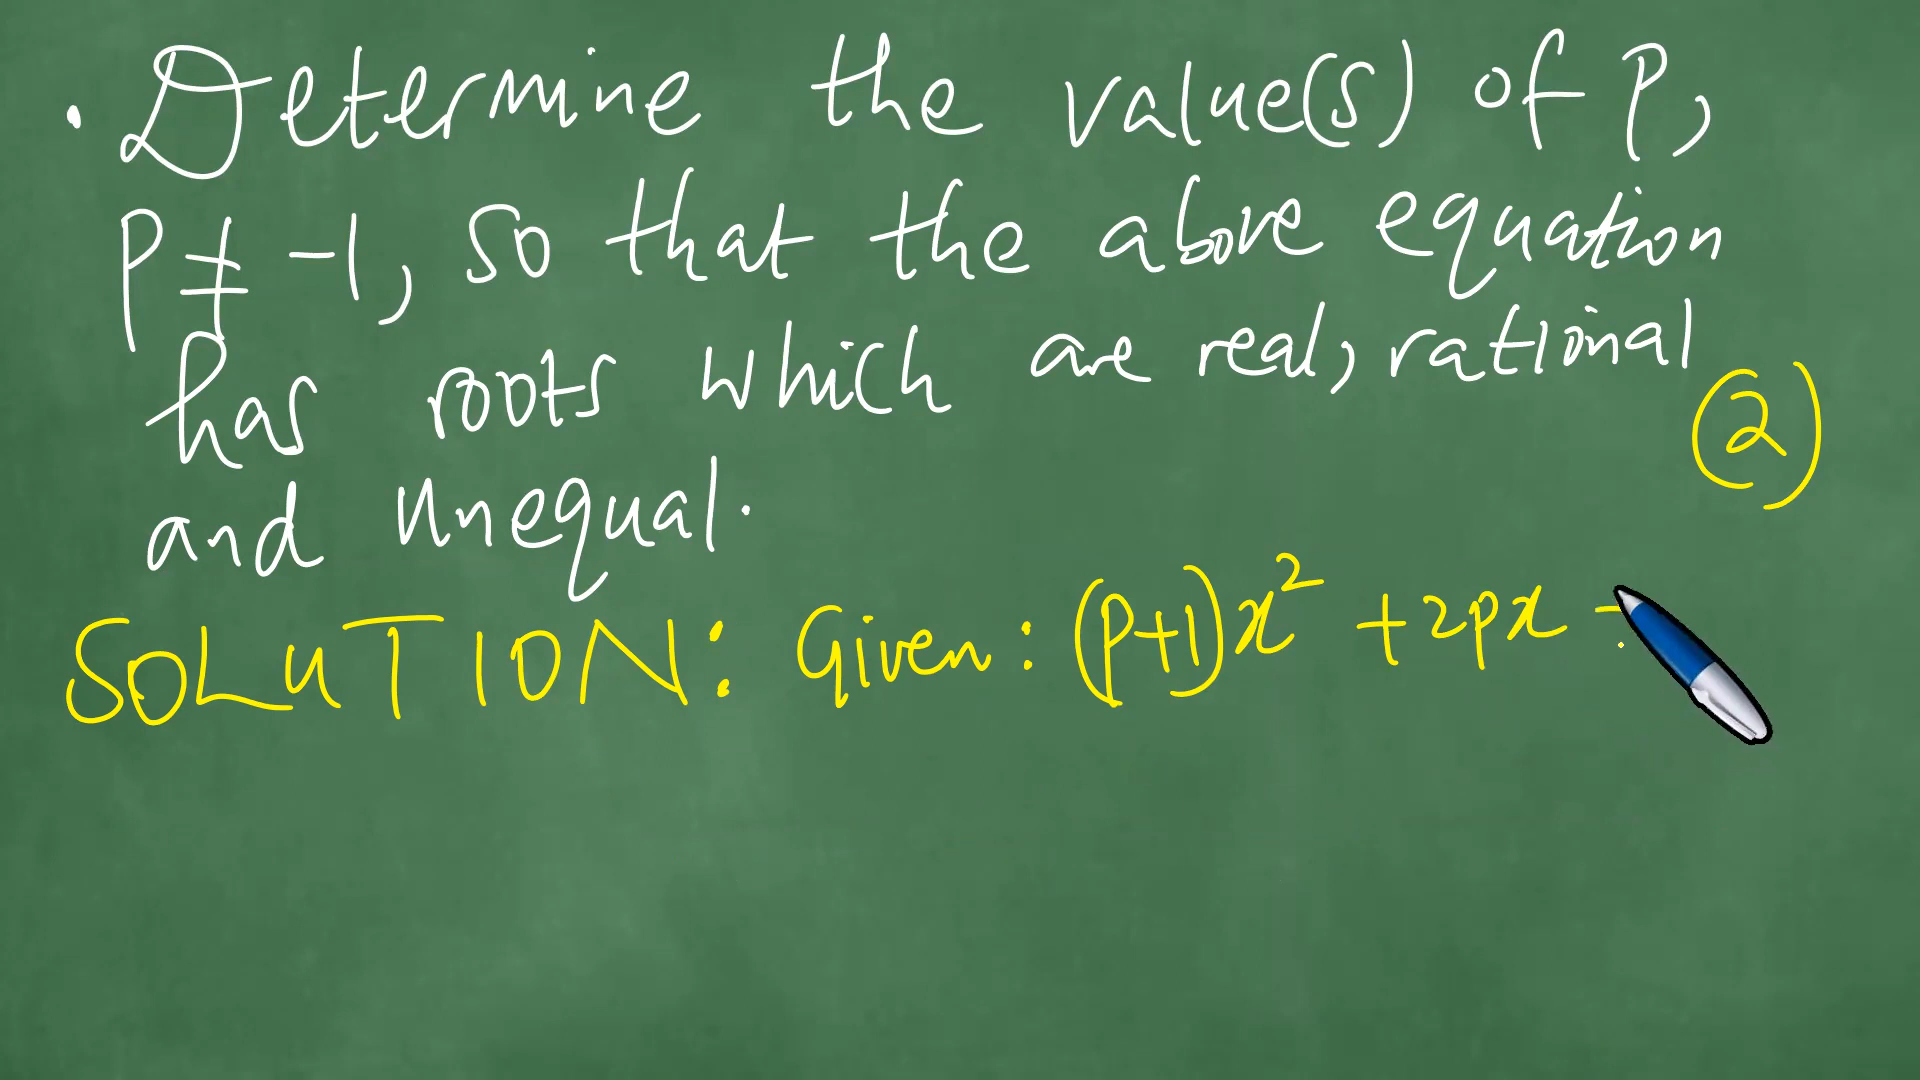 . Determine the value(s) of P,
P ≠ -1, so that the above equation
has roots which are real, rational
(2)
and unequal.
SOLUTION: Given: (P+1)x² + 2px